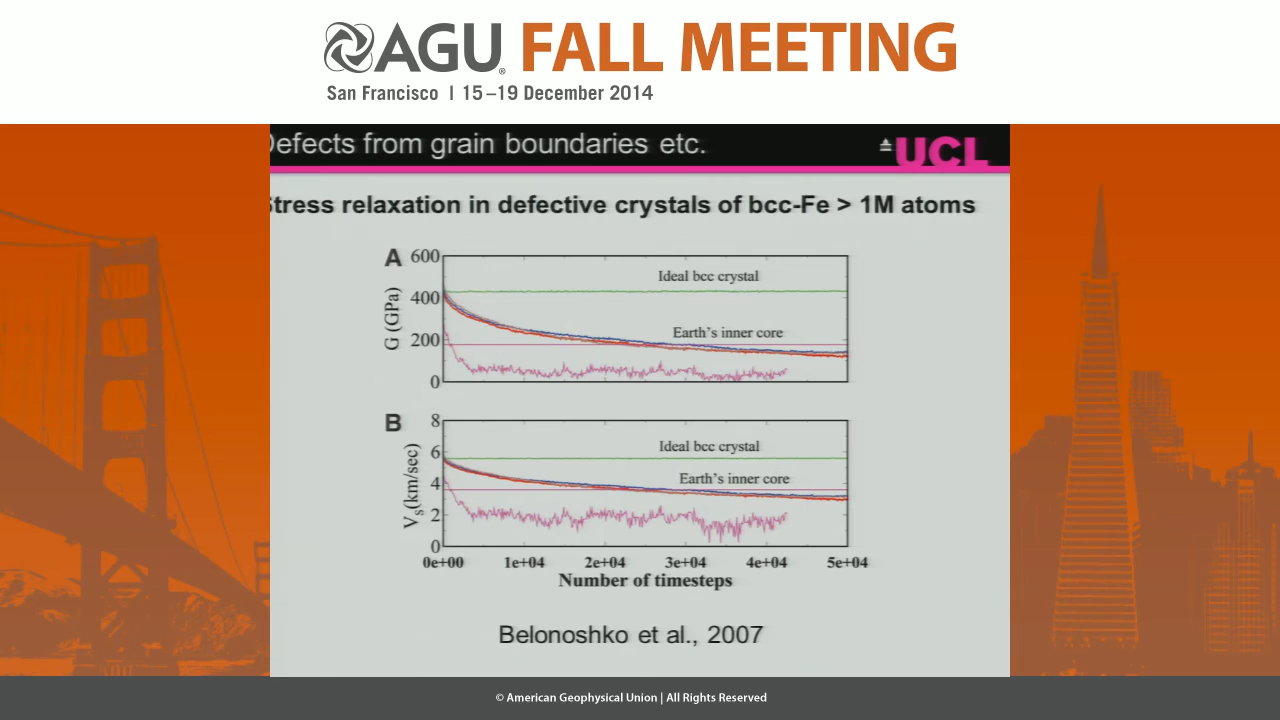 AGU FALL MEETING
San Francisco | 15–19 December 2014
Defects from grain boundaries etc.
UCL
Stress relaxation in defective crystals of bcc-Fe > 1M atoms
A
600
400
200
0
G (GPa)
Ideal bcc crystal
Earth's inner core
B
8
6
4
2
0
Vs(km/sec)
Ideal bcc crystal
Earth's inner core
0e+00 1e+04 2e+04 3e+04 4e+04 5e+04
Number of timesteps
Belonoshko et al., 2007
© American Geophysical Union | All Rights Reserved